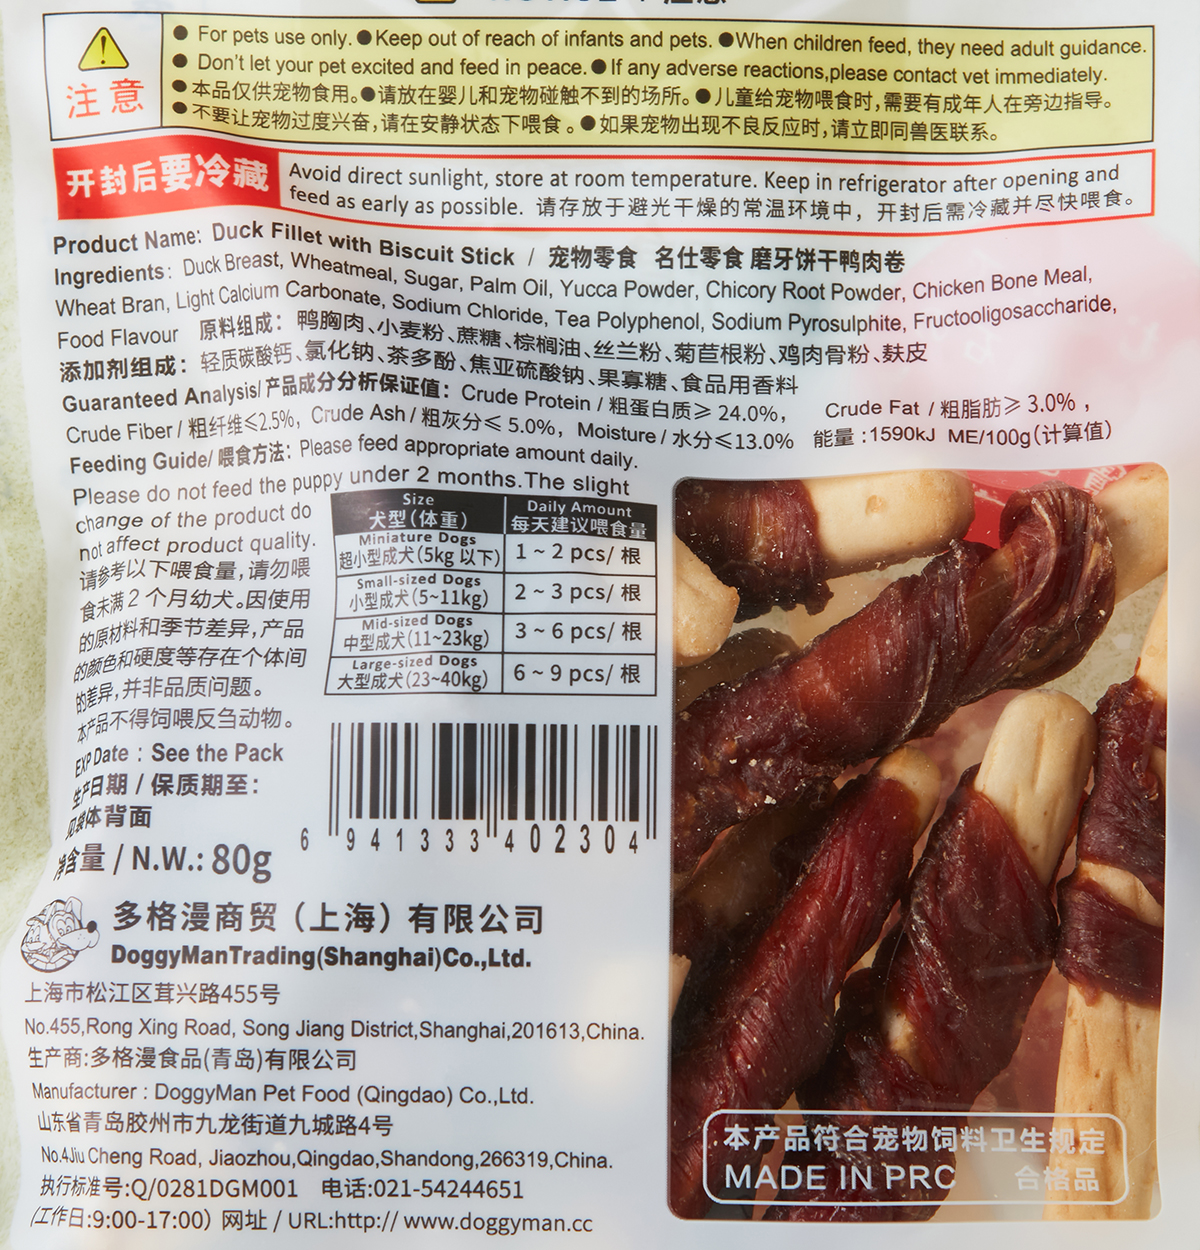 注意
● For pets use only. ●Keep out of reach of infants and pets. ●When children feed, they need adult guidance.
● Don't let your pet excited and feed in peace. ● If any adverse reactions,please contact vet immediately.
●本品仅供宠物食用。●请放在婴儿和宠物碰触不到的场所。●儿童给宠物喂食时,需要有成年人在旁边指导。
●不要让宠物过度兴奋,请在安静状态下喂食。●如果宠物出现不良反应时,请立即同兽医联系。
开封后要冷藏
Avoid direct sunlight, store at room temperature. Keep in refrigerator after opening and
feed as early as possible. 请存放于避光干燥的常温环境中，开封后需冷藏并尽快喂食。
Product Name: Duck Fillet with Biscuit Stick / 宠物零食 名仕零食 磨牙饼干鸭肉卷
Ingredients: Duck Breast, Wheatmeal, Sugar, Palm Oil, Yucca Powder, Chicory Root Powder, Chicken Bone Meal,
Wheat Bran, Light Calcium Carbonate, Sodium Chloride, Tea Polyphenol, Sodium Pyrosulphite, Fructooligosaccharide,
Food Flavour 原料组成：鸭胸肉、小麦粉、蔗糖、棕榈油、丝兰粉、菊苣根粉、鸡肉骨粉、麸皮
添加剂组成：轻质碳酸钙、氯化钠、茶多酚、焦亚硫酸钠、果寡糖、食品用香料
Guaranteed Analysis/ 产品成分分析保证值：Crude Protein / 粗蛋白质≥ 24.0%, Crude Fat / 粗脂肪≥ 3.0% ,
Crude Fiber / 粗纤维≤2.5%, Crude Ash / 粗灰分≤ 5.0%, Moisture / 水分≤13.0% 能量 :1590kJ ME/100g(计算值)
Feeding Guide/ 喂食方法: Please feed appropriate amount daily.
Please do not feed the puppy under 2 months.The slight
change of the product do
not affect product quality.
请参考以下喂食量,请勿喂
食未满 2 个月幼犬。因使用
的原材料和季节差异,产品
的颜色和硬度等存在个体间
的差异,并非品质问题。
本产品不得饲喂反刍动物。
Size Daily Amount
犬型(体重) 每天建议喂食量
Miniature Dogs
超小型成犬(5kg 以下) 1 ~ 2 pcs/ 根
Small-sized Dogs
小型成犬(5~11kg) 2 ~ 3 pcs/ 根
Mid-sized Dogs
中型成犬(11~23kg) 3 ~ 6 pcs/ 根
Large-sized Dogs
大型成犬(23~40kg) 6 ~ 9 pcs/ 根
EXP Date : See the Pack
生产日期 / 保质期至:
见袋体背面
净含量 / N.W.: 80g
6 941333 402304
多格漫商贸（上海）有限公司
DoggyManTrading(Shanghai)Co.,Ltd.
上海市松江区茸兴路455号
No.455,Rong Xing Road, Song Jiang District,Shanghai,201613,China.
生产商:多格漫食品(青岛)有限公司
Manufacturer : DoggyMan Pet Food (Qingdao) Co.,Ltd.
山东省青岛胶州市九龙街道九城路4号
No.4Jiu Cheng Road, Jiaozhou,Qingdao,Shandong,266319,China.
执行标准号:Q/0281DGM001 电话:021-54244651
(工作日:9:00-17:00) 网址 / URL:http:// www.doggyman.cc
本产品符合宠物饲料卫生规定
MADE IN PRC 合格品